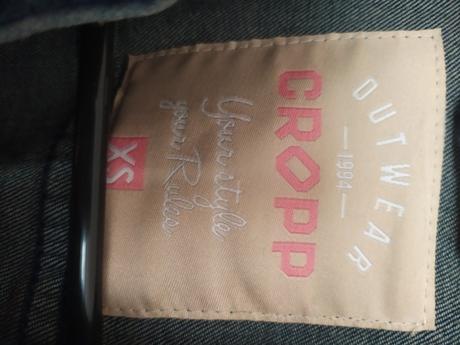 OUTWEAR
— 1994 —
CROPP
Your style
your Rules
XS